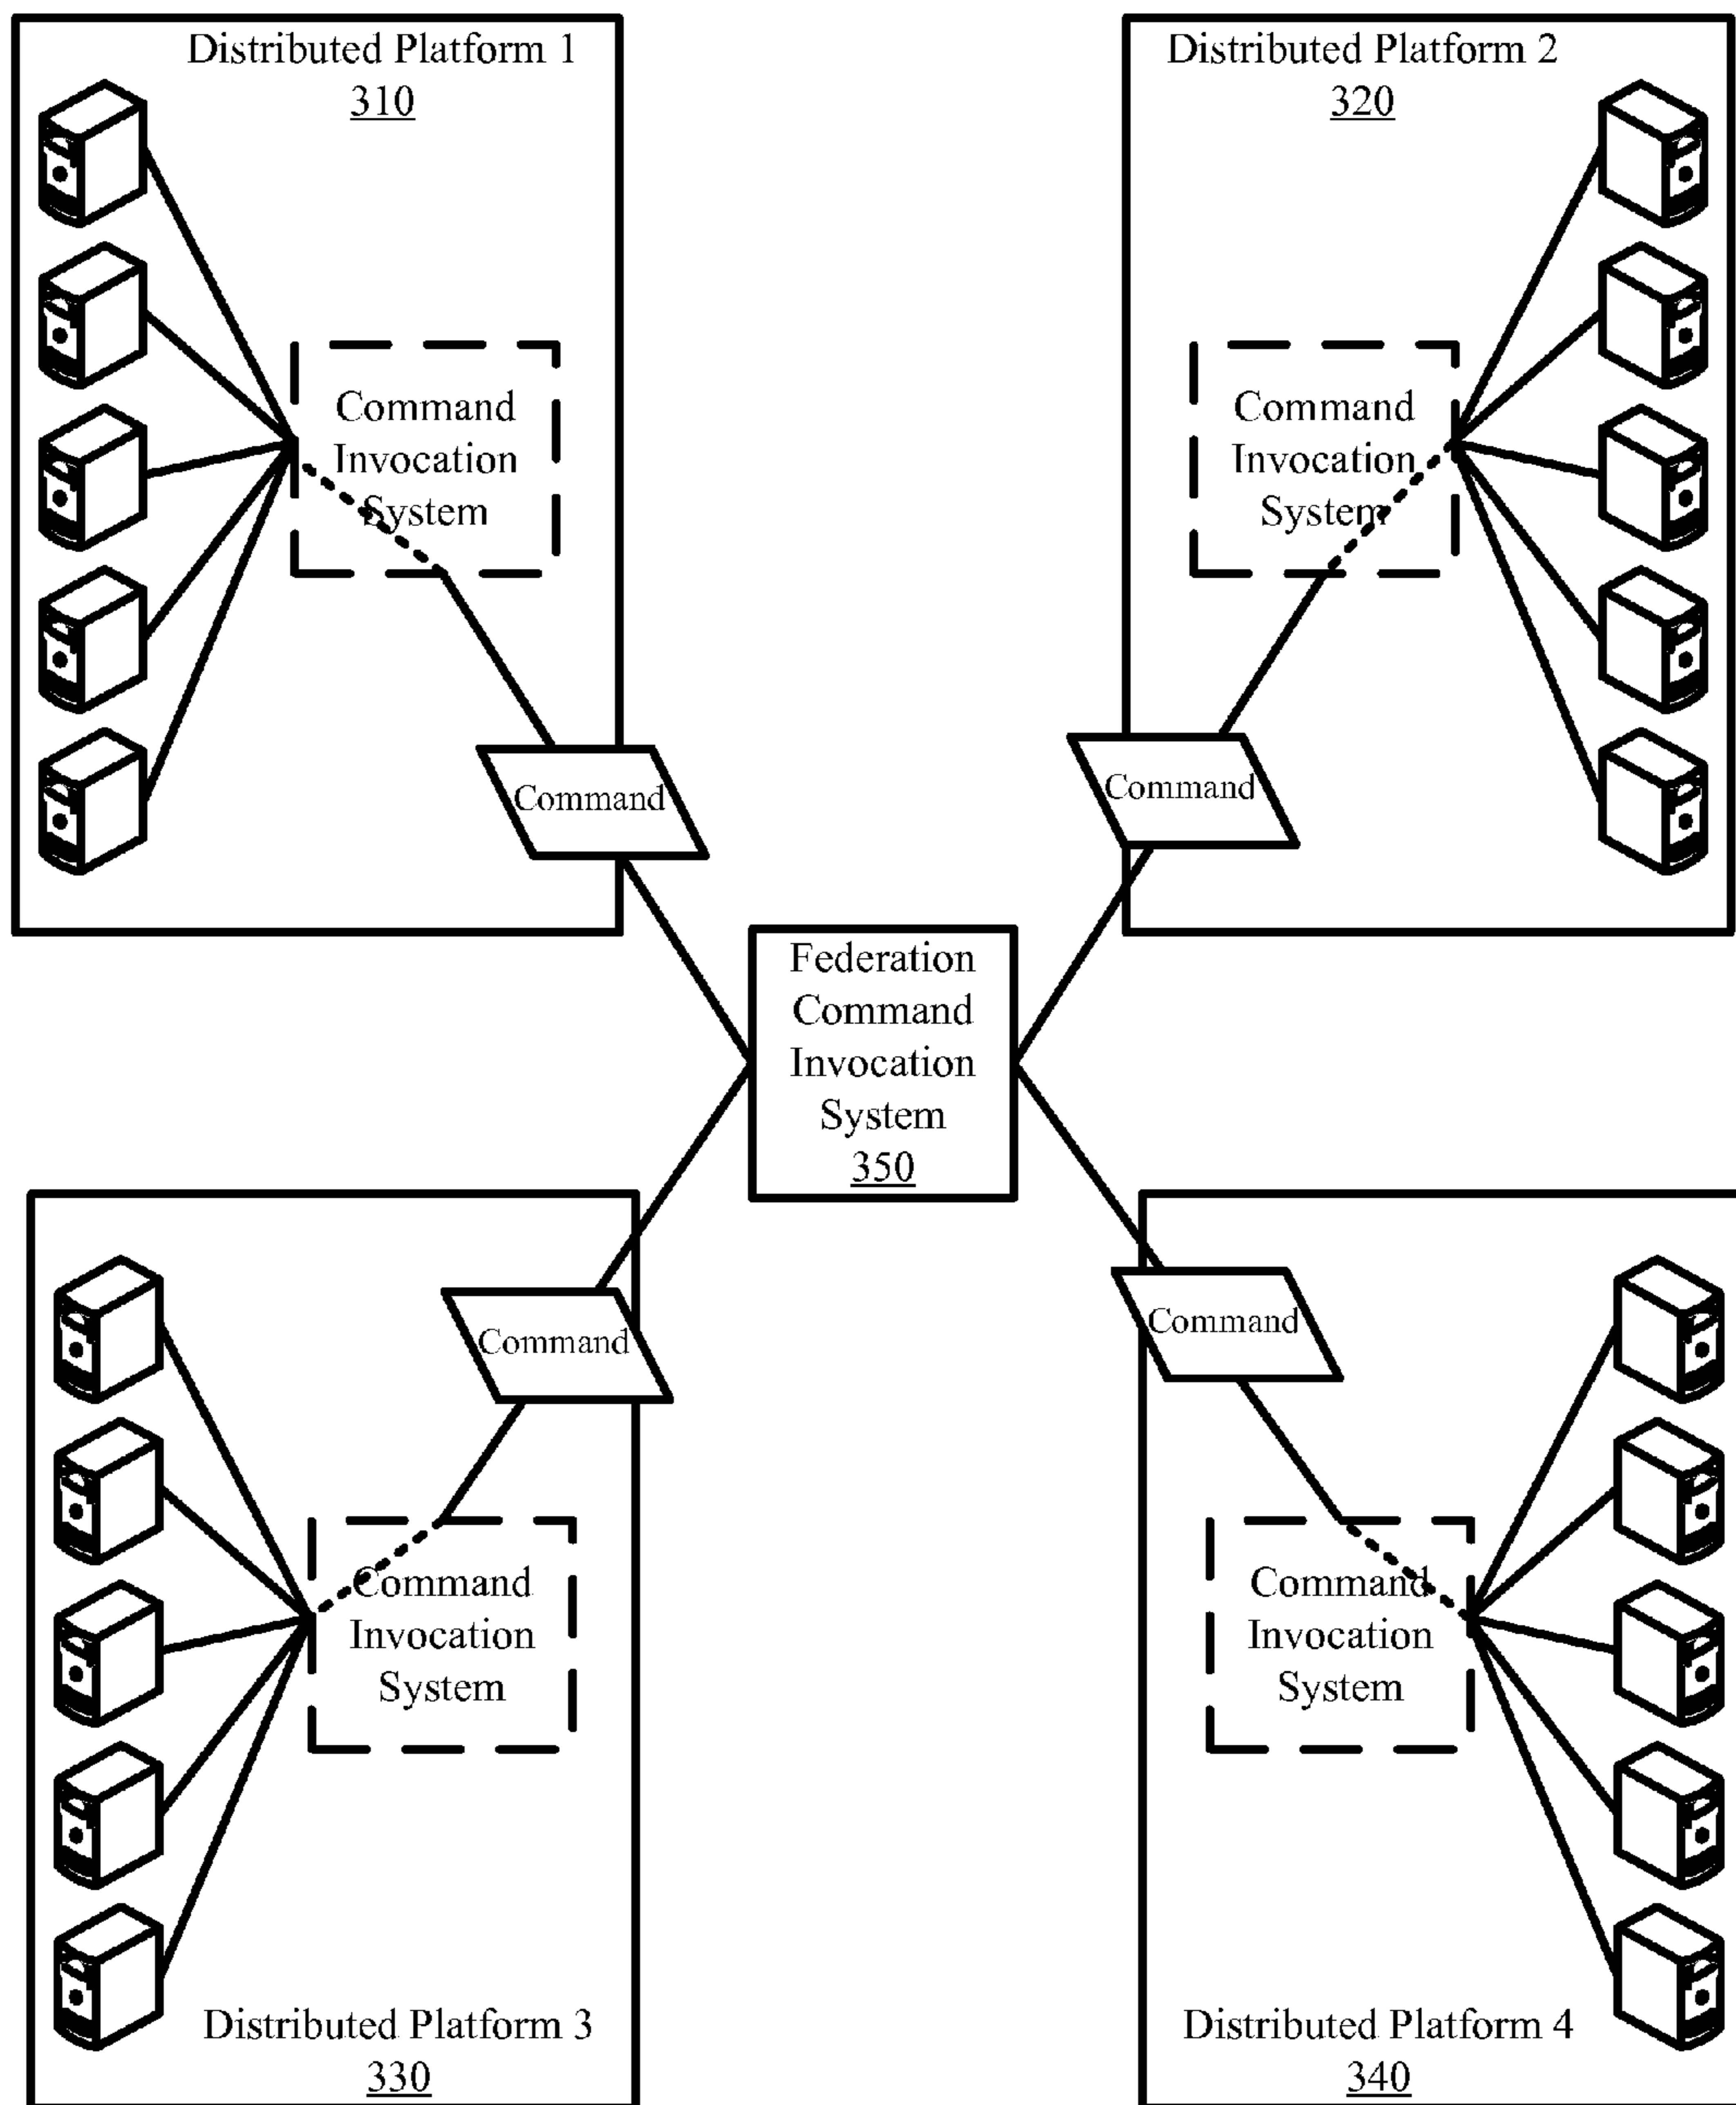 Distributed Platform 1
310
Distributed Platform 2
320
Command
Invocation
System
Command
Invocation
System
Command
Command
Federation
Command
Invocation
System
350
Command
Command
Command
Invocation
System
Command
Invocation
System
Distributed Platform 3
330
Distributed Platform 4
340